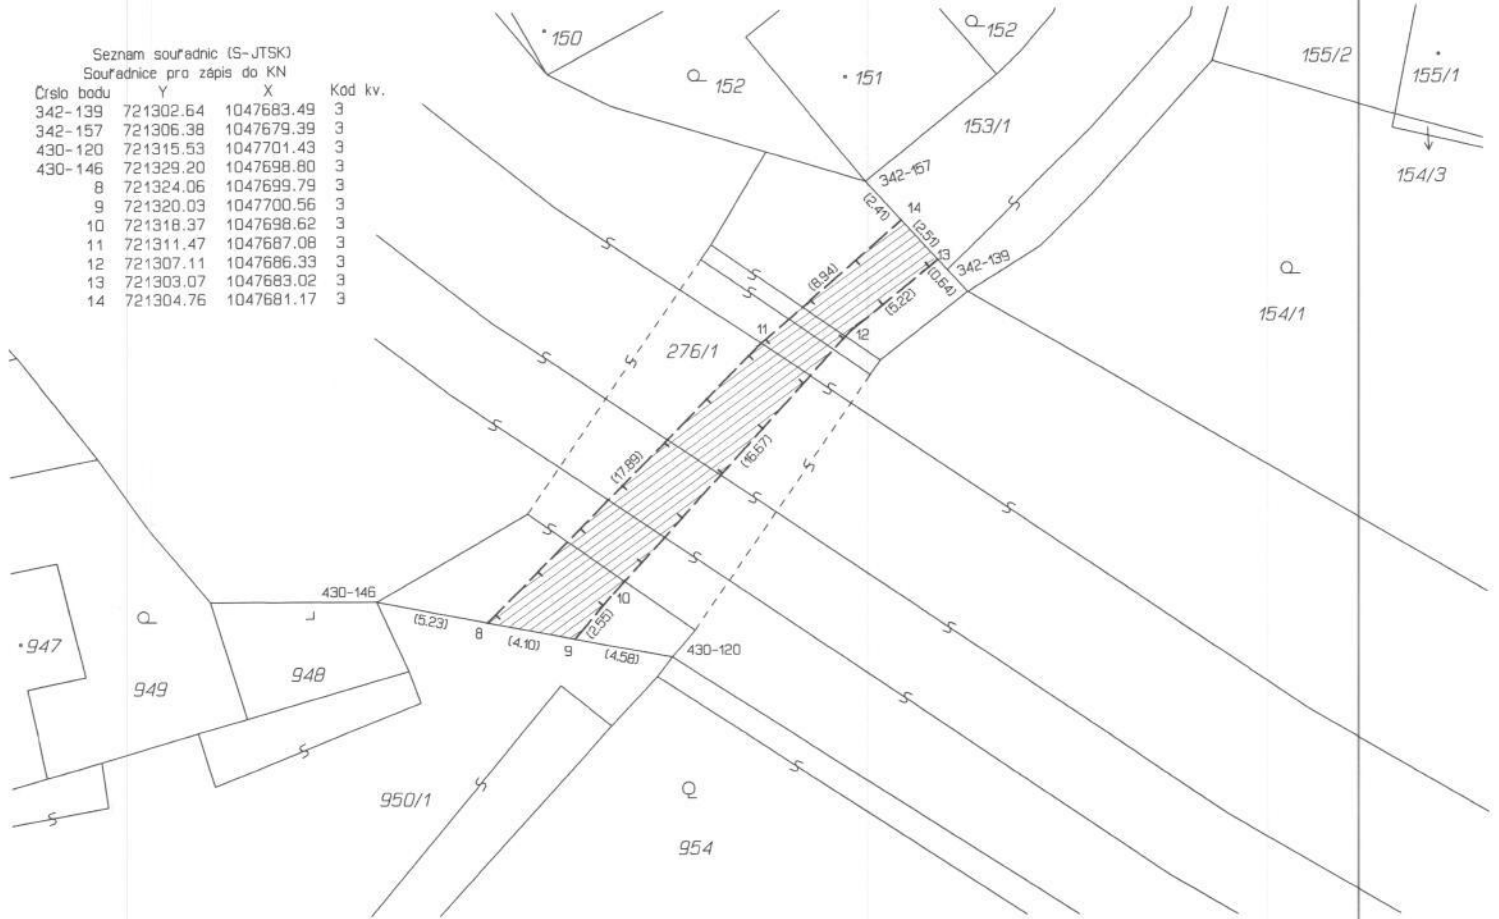 Seznam souřadnic (S-JTSK)
Souřadnice pro zápis do KN
Číslo bodu Y X Kód kv.
342-139 721302.64 1047683.49 3
342-157 721306.38 1047679.39 3
430-120 721315.53 1047701.43 3
430-146 721329.20 1047698.80 3
8 721324.06 1047699.79 3
9 721320.03 1047700.56 3
10 721318.37 1047698.62 3
11 721311.47 1047687.08 3
12 721307.11 1047686.33 3
13 721303.07 1047683.02 3
14 721304.76 1047681.17 3
150
152
152
151
155/2
155/1
153/1
154/3
342-157
14
(2.41)
(2.51)
13
342-139
(0.64)
(8.94)
(5.22)
154/1
11
12
276/1
(17.89)
(16.67)
430-146
10
(5.23)
8
(4.10)
9
(2.55)
(4.58)
430-120
947
949
948
950/1
954